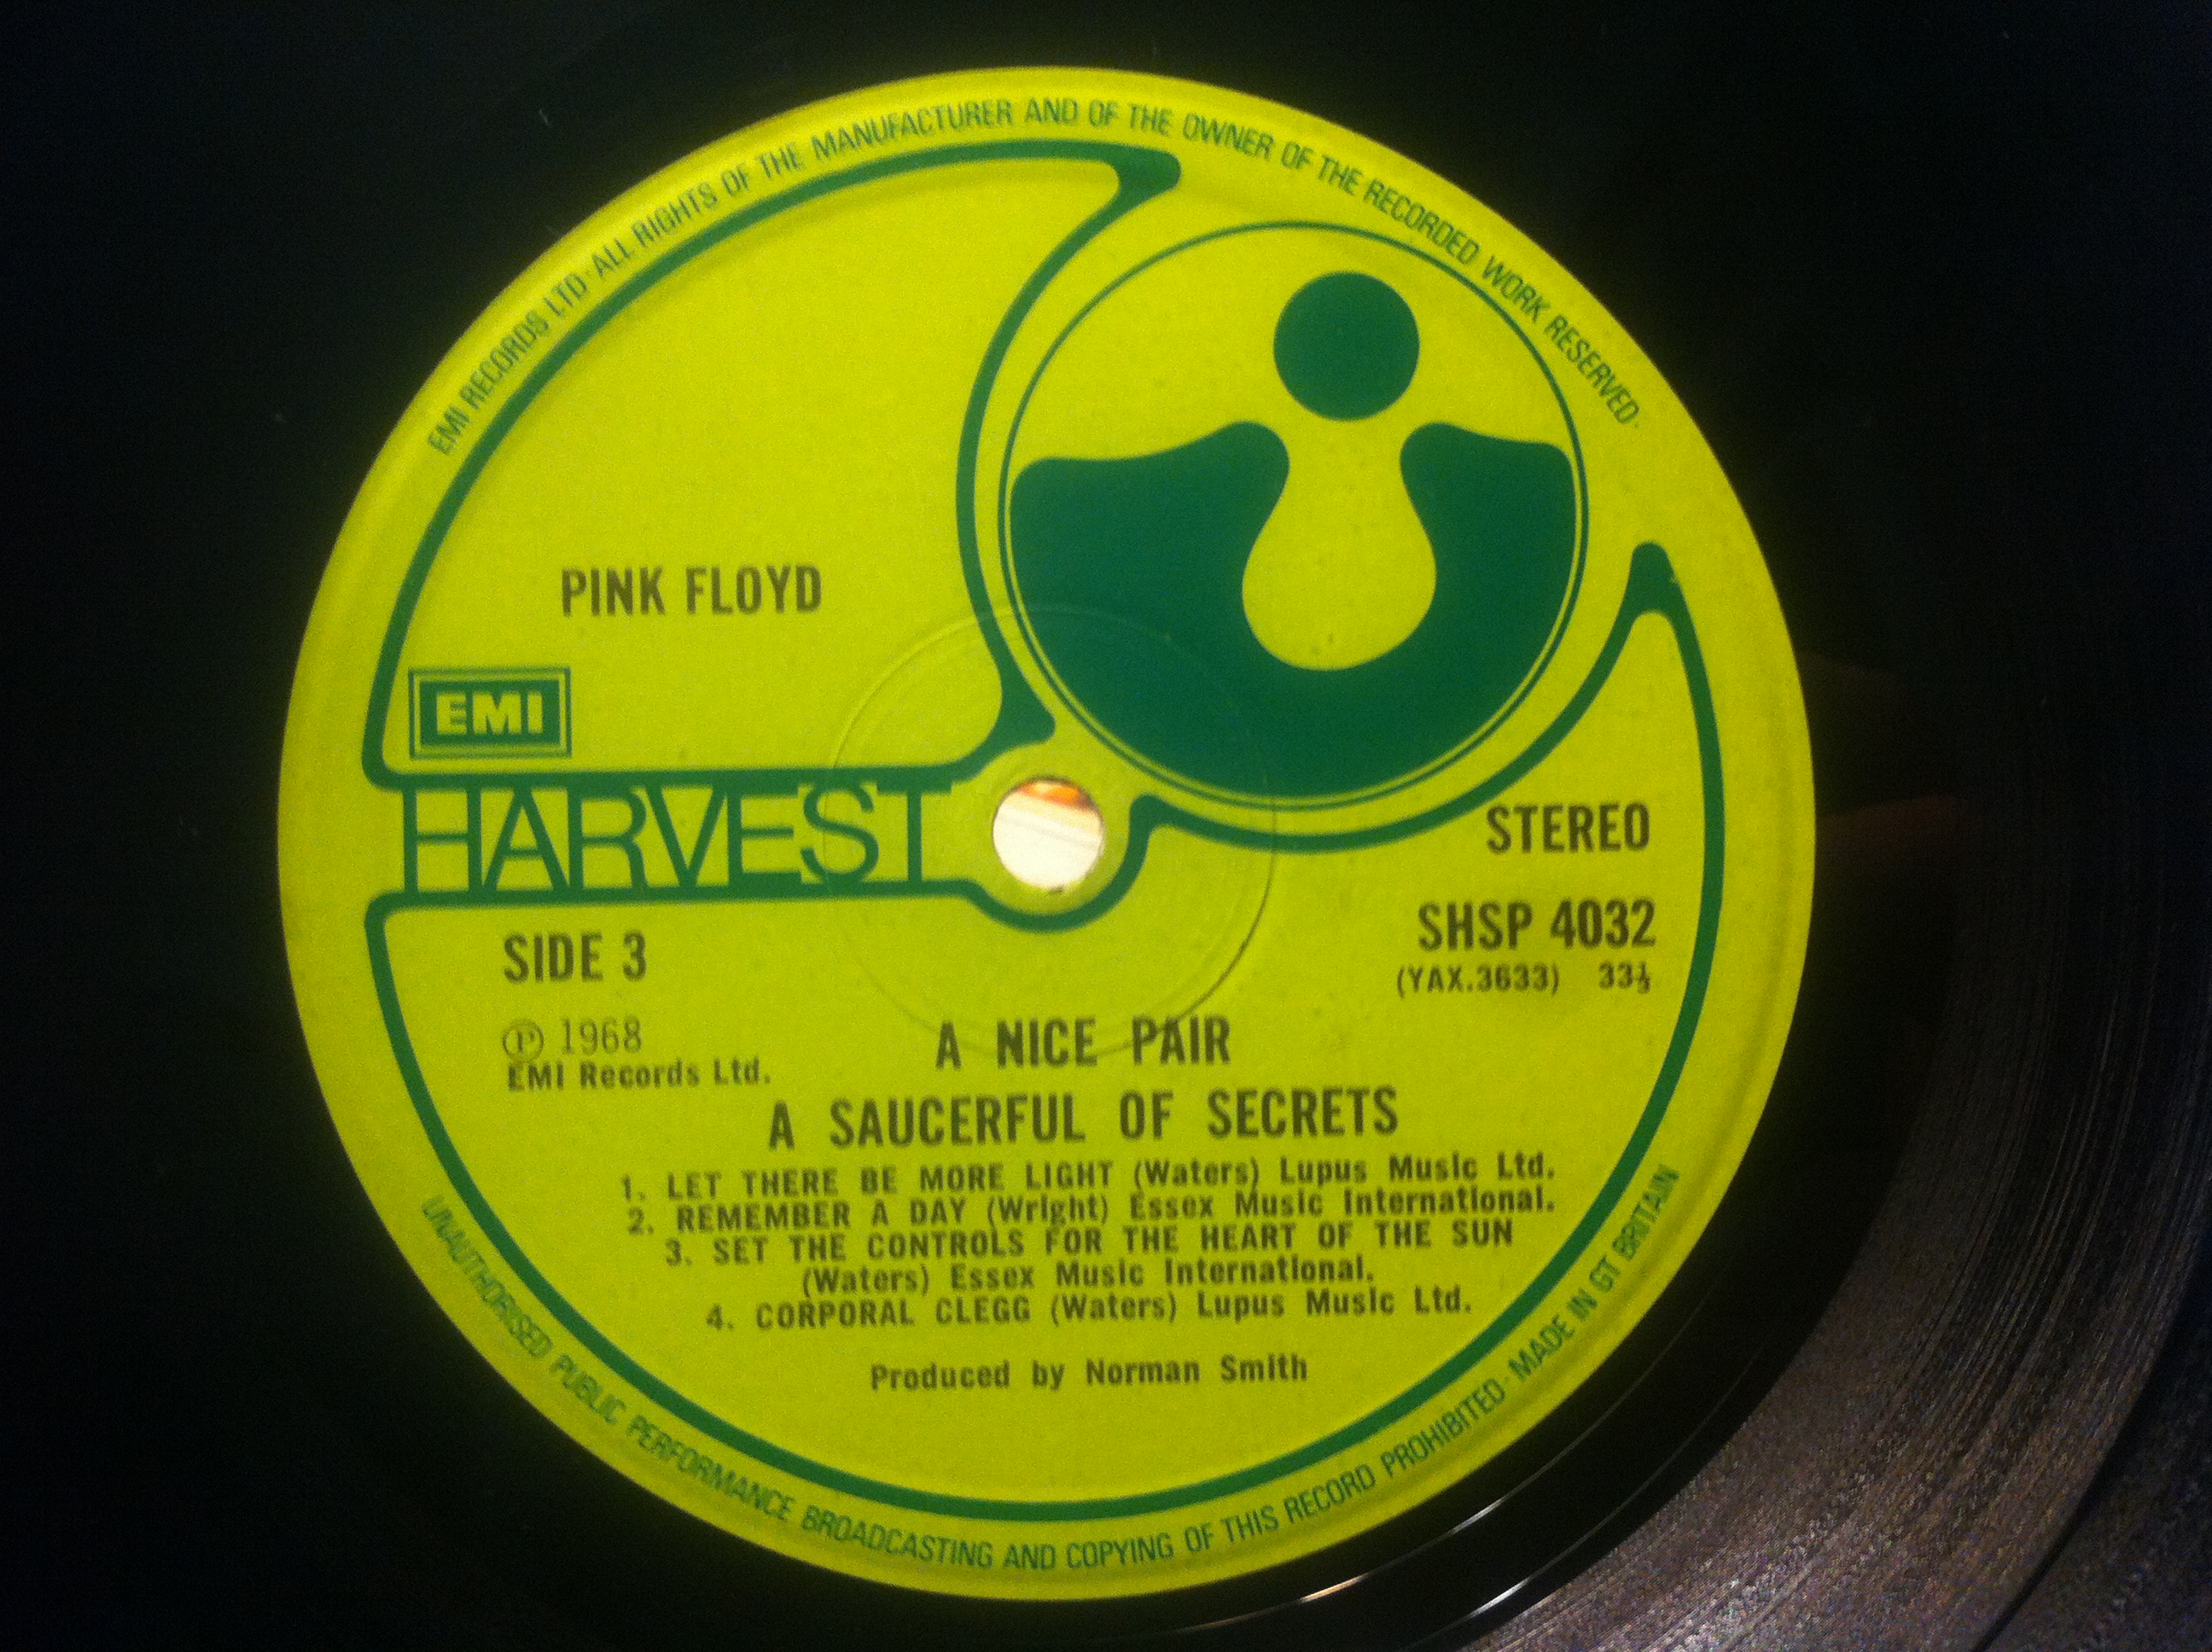 EMI RECORDS LTD · ALL RIGHTS OF THE MANUFACTURER AND OF THE OWNER OF THE RECORDED WORK RESERVED ·
PINK FLOYD
EMI
HARVEST
STEREO
SIDE 3
SHSP 4032
(YAX.3633) 33⅓
Ⓟ 1968
EMI Records Ltd.
A NICE PAIR
A SAUCERFUL OF SECRETS
1. LET THERE BE MORE LIGHT (Waters) Lupus Music Ltd.
2. REMEMBER A DAY (Wright) Essex Music International.
3. SET THE CONTROLS FOR THE HEART OF THE SUN
(Waters) Essex Music International.
4. CORPORAL CLEGG (Waters) Lupus Music Ltd.
Produced by Norman Smith
UNAUTHORISED PUBLIC PERFORMANCE BROADCASTING AND COPYING OF THIS RECORD PROHIBITED · MADE IN GT BRITAIN